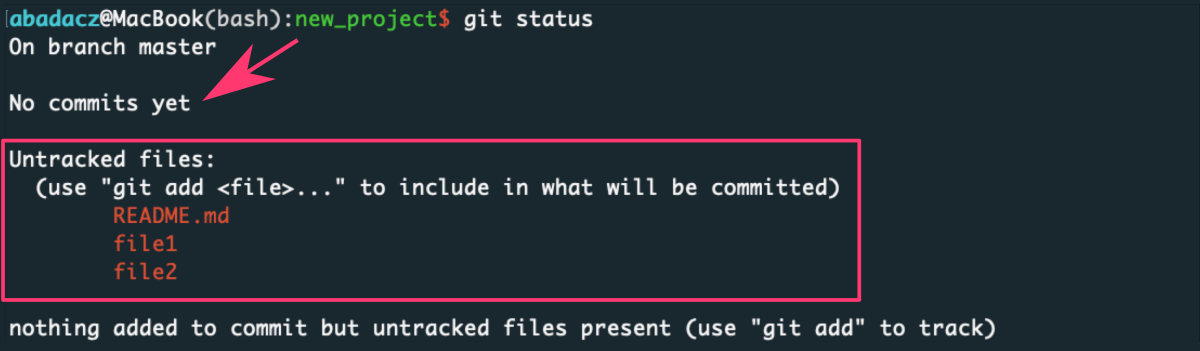 [abadacz@MacBook(bash):new_project$ git status
On branch master
No commits yet
Untracked files:
(use "git add <file>..." to include in what will be committed)
README.md
file1
file2
nothing added to commit but untracked files present (use "git add" to track)